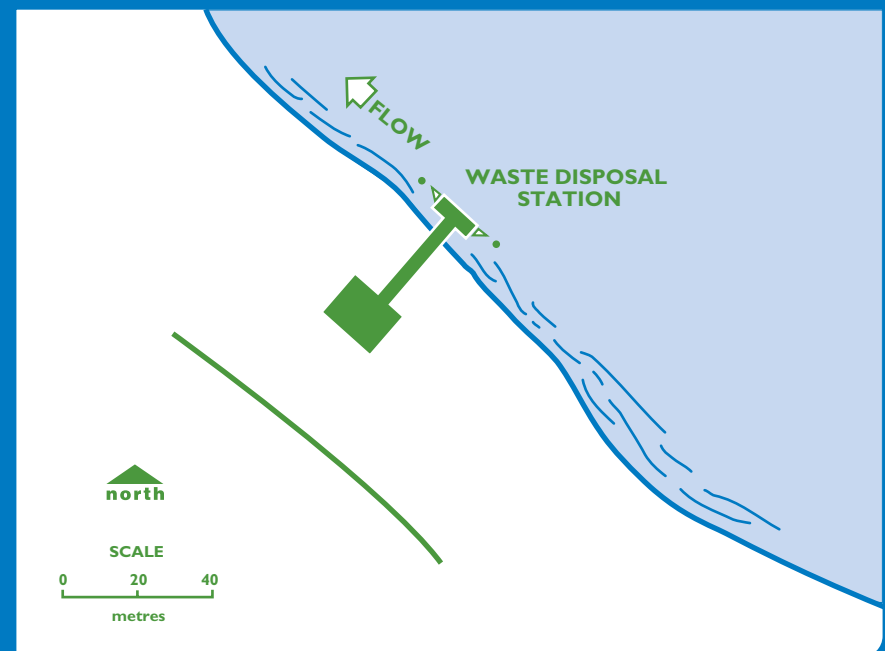 FLOW
WASTE DISPOSAL
STATION
north
SCALE
0 20 40
metres